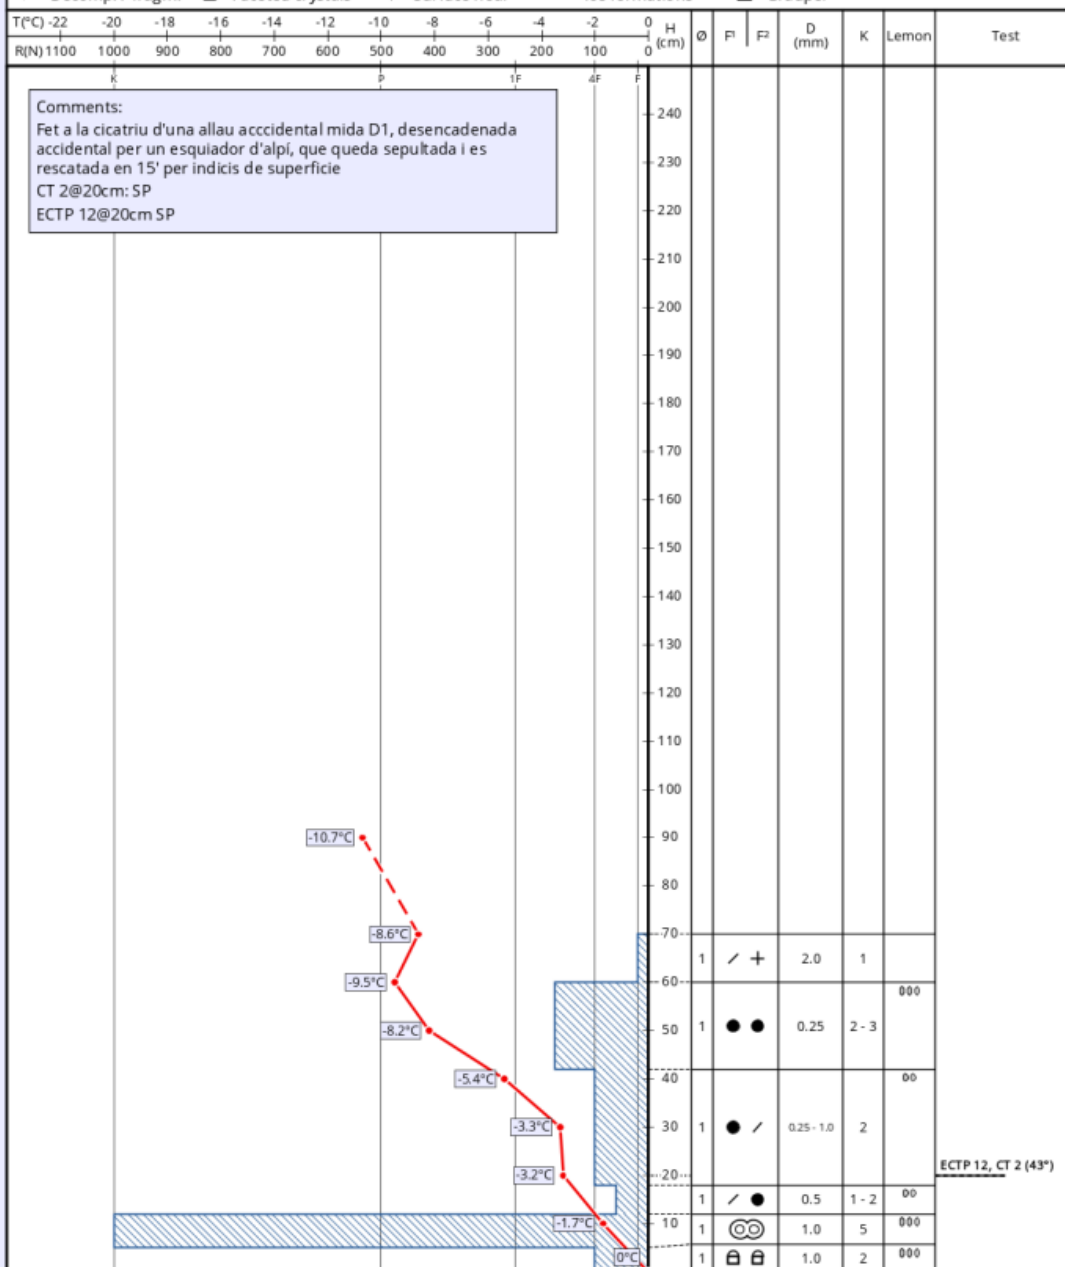 T(°C) -22 -20 -18 -16 -14 -12 -10 -8 -6 -4 -2 0
R(N) 1100 1000 900 800 700 600 500 400 300 200 100 0
H (cm) Ø F¹ F² D (mm) K Lemon Test
K P 1F 4F F
Comments:
Fet a la cicatriu d'una allau acccidental mida D1, desencadenada
accidental per un esquiador d'alpí, que queda sepultada i es
rescatada en 15' per indicis de superficie
CT 2@20cm: SP
ECTP 12@20cm SP
240
230
220
210
200
190
180
170
160
150
140
130
120
110
100
-10.7°C 90
80
-8.6°C 70
1 2.0 1
-9.5°C 60
-8.2°C 50 1 0.25 2 - 3
-5.4°C 40
-3.3°C 30 1 0.25 - 1.0 2
ECTP 12, CT 2 (43°)
-3.2°C 20
1 0.5 1 - 2
-1.7°C 10 1 1.0 5
0°C 1 1.0 2